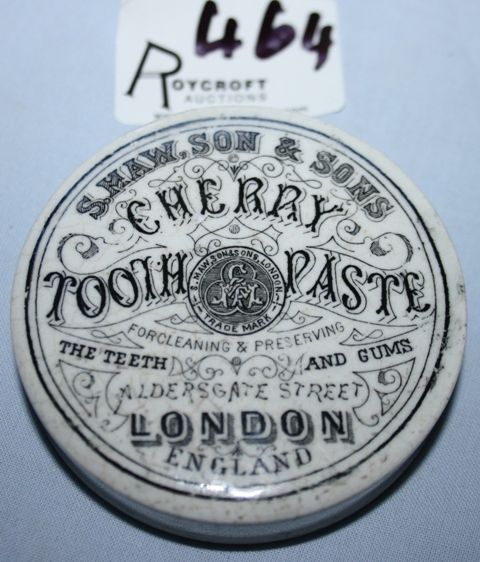 464
ROYCROFT
AUCTIONS
S. MAW, SON & SONS
CHERRY
TOOTH PASTE
S. MAW, SON & SONS, LONDON
TRADE MARK
FOR CLEANING & PRESERVING
THE TEETH AND GUMS
ALDERSGATE STREET
LONDON
ENGLAND